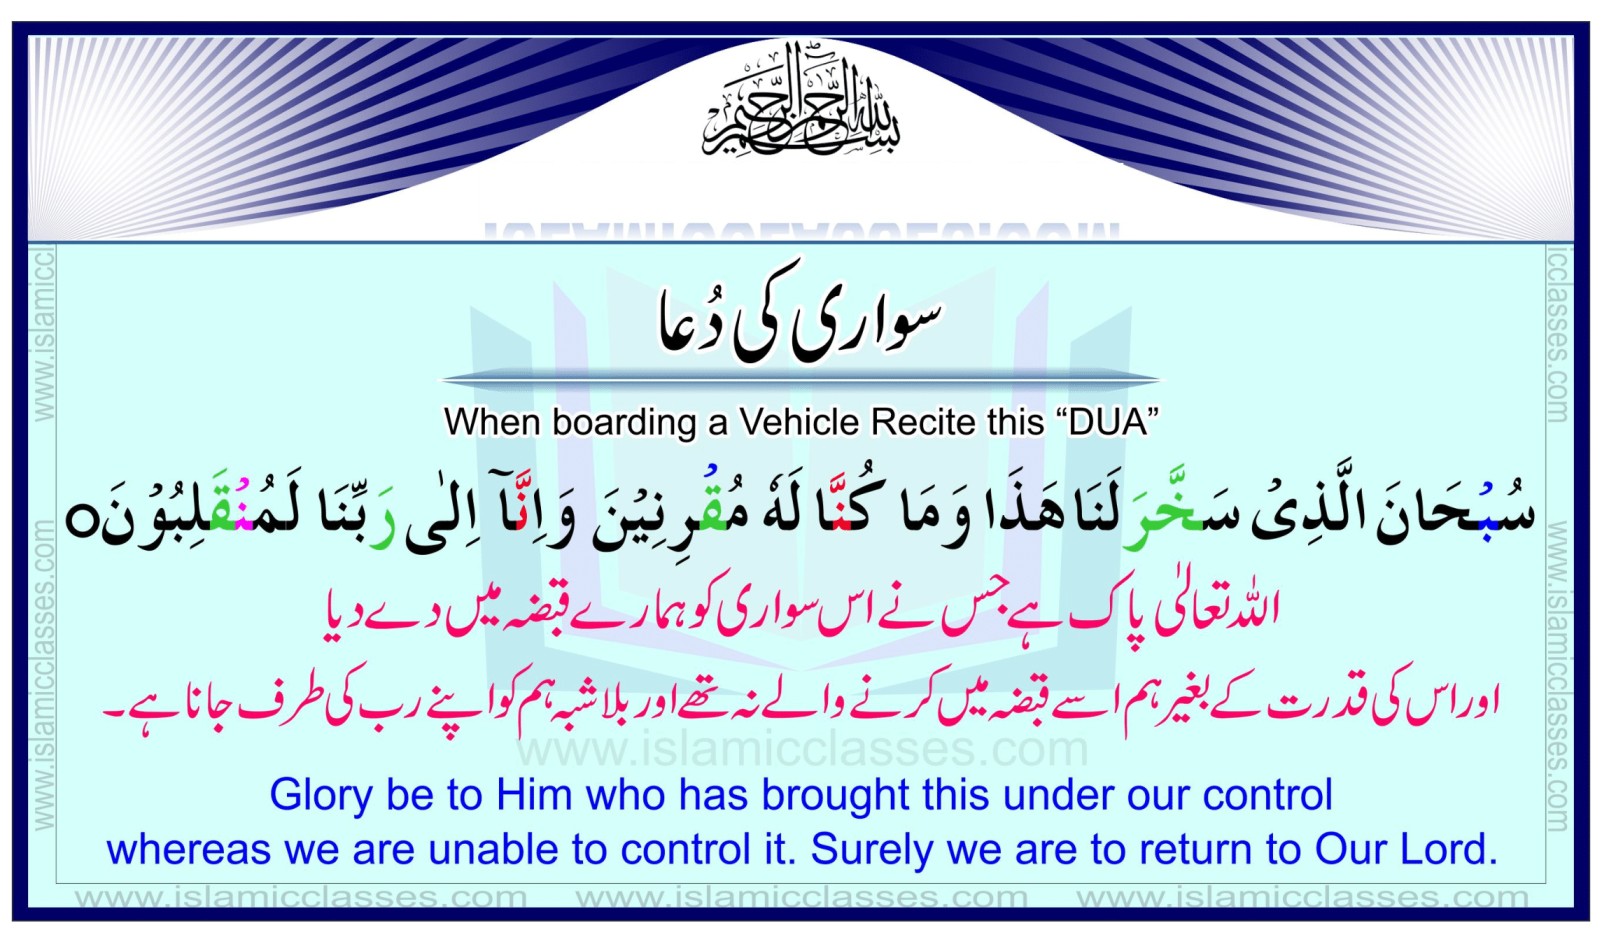 بسم الله الرحمن الرحيم
سواری کی دُعا
When boarding a Vehicle Recite this “DUA”
سُبْحَانَ الَّذِیْ سَخَّرَ لَنَا هَذَا وَمَا كُنَّا لَهٗ مُقْرِنِیْنَ وَاِنَّآ اِلٰی رَبِّنَا لَمُنْقَلِبُوْنَ○
اللہ تعالٰی پاک ہے جس نے اس سواری کو ہمارے قبضہ میں دے دیا
اور اس کی قدرت کے بغیر ہم اسے قبضہ میں کرنے والے نہ تھے اور بلا شبہ ہم کو اپنے رب کی طرف جانا ہے۔
www.islamicclasses.com
Glory be to Him who has brought this under our control
whereas we are unable to control it. Surely we are to return to Our Lord.
www.islamicclasses.com www.islamicclasses.com www.islamicclasses.com
www.islamiccl
www.islamicclasses.com
icclasses.com
www.islamicclasses.com